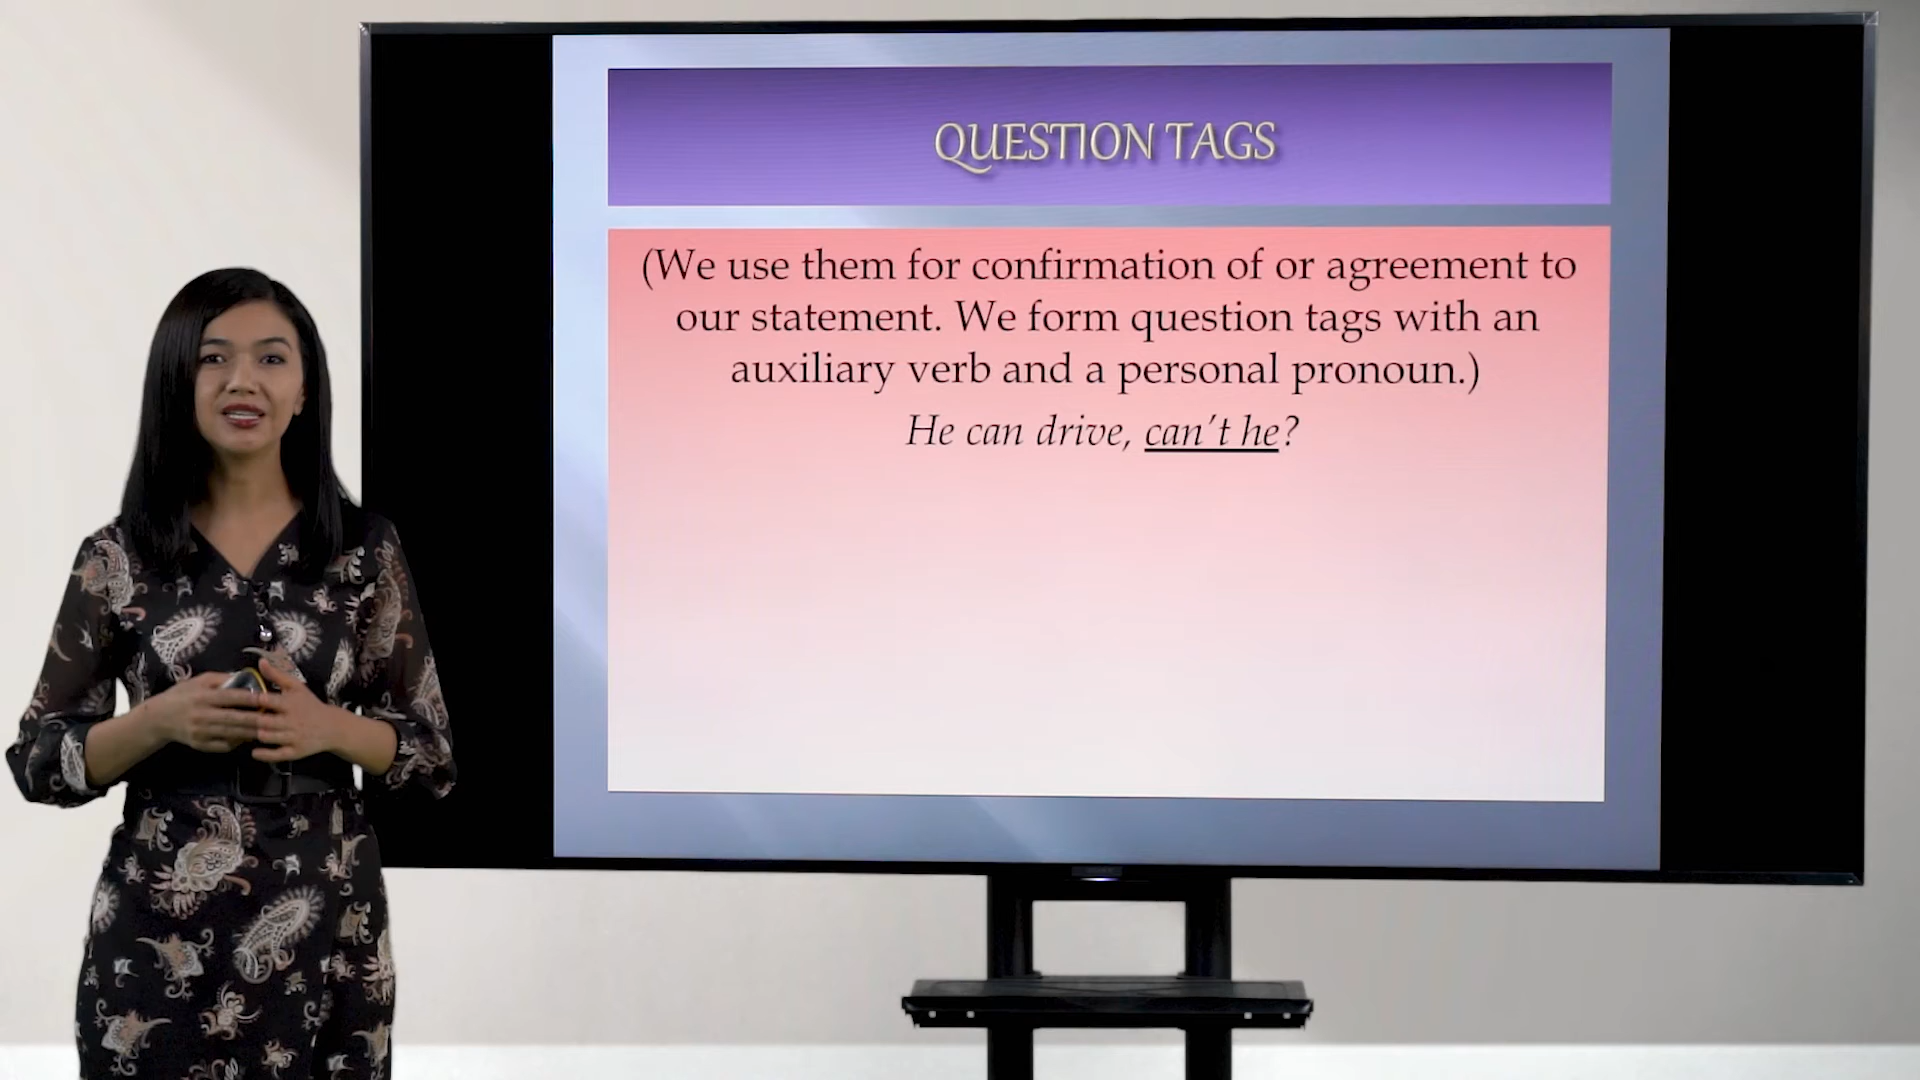 QUESTION TAGS
(We use them for confirmation of or agreement to
our statement. We form question tags with an
auxiliary verb and a personal pronoun.)
He can drive, can't he?